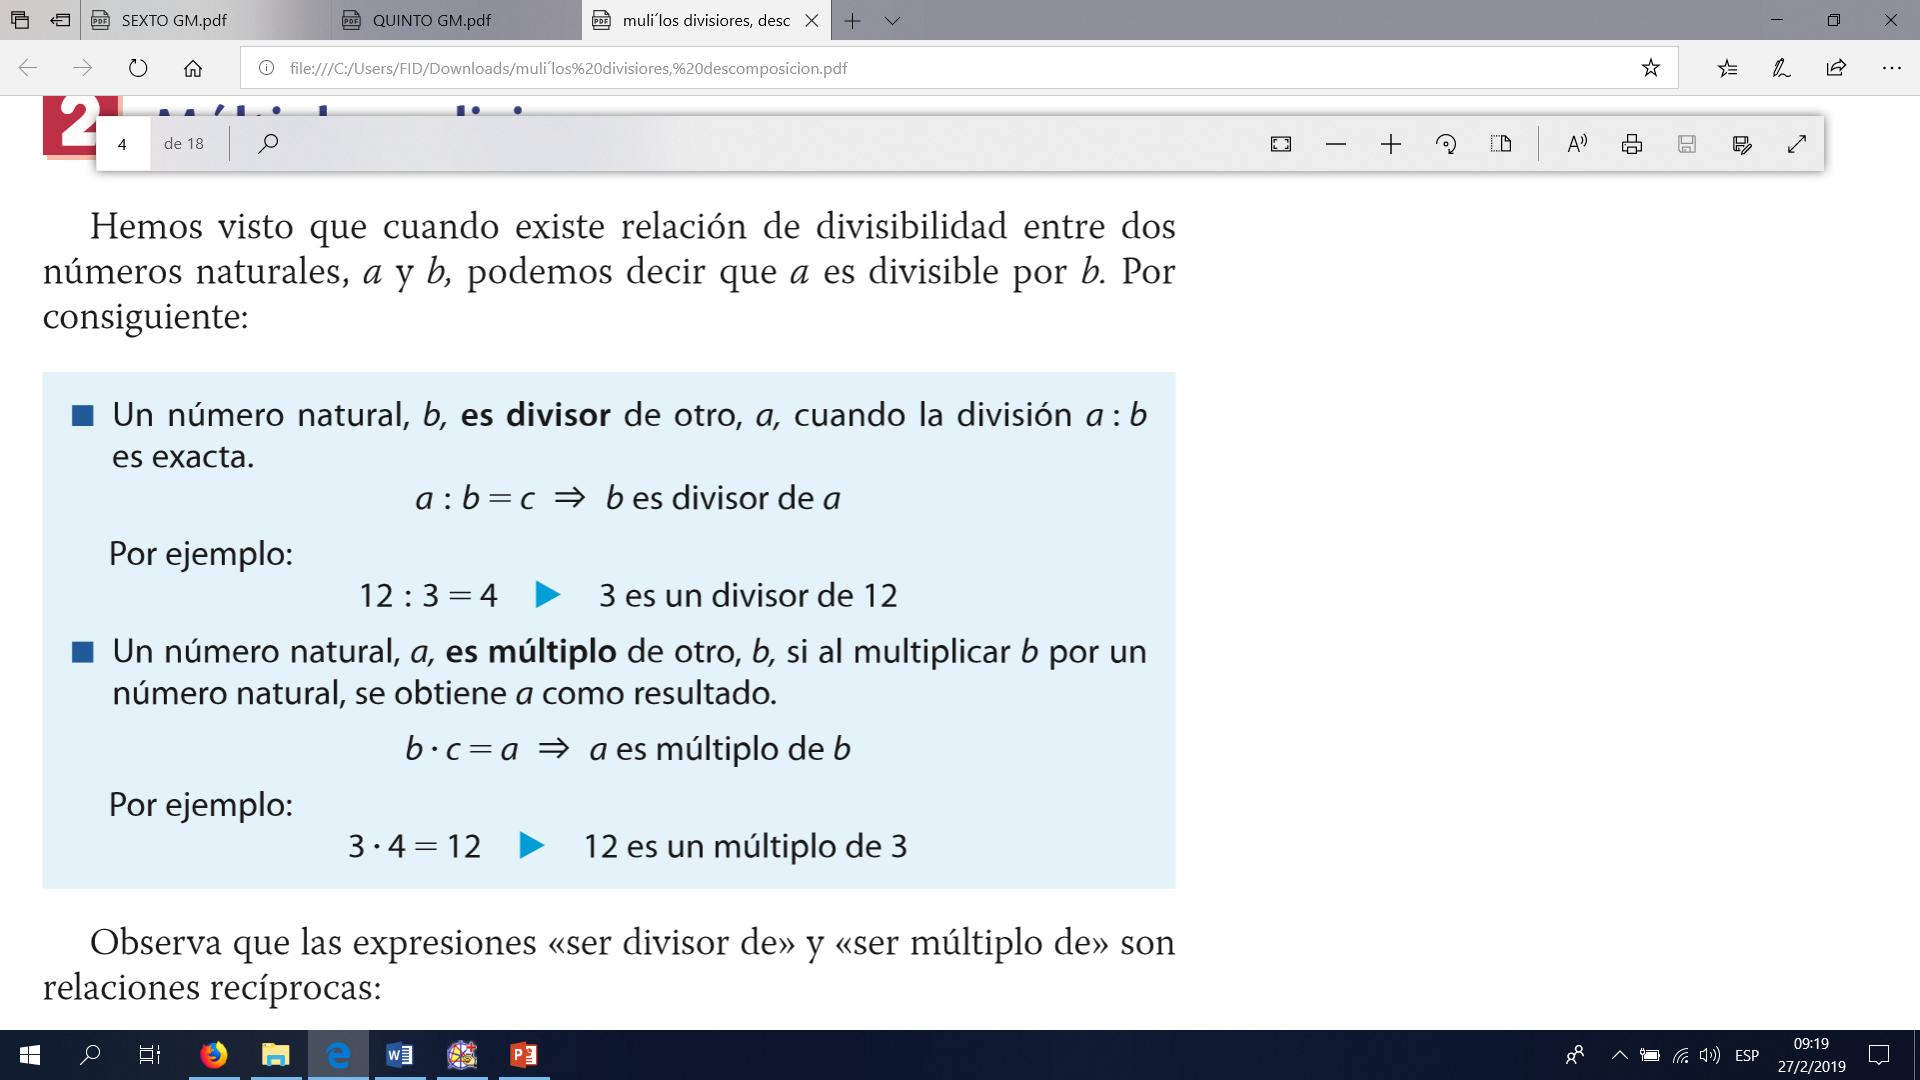 SEXTO GM.pdf
QUINTO GM.pdf
muli´los divisiores, desc
file:///C:/Users/FID/Downloads/muli´los%20divisiores,%20descomposicion.pdf
2
4 de 18
Hemos visto que cuando existe relación de divisibilidad entre dos
números naturales, a y b, podemos decir que a es divisible por b. Por
consiguiente:
■ Un número natural, b, es divisor de otro, a, cuando la división a : b
es exacta.
a : b = c ⇒ b es divisor de a
Por ejemplo:
12 : 3 = 4 ▶ 3 es un divisor de 12
■ Un número natural, a, es múltiplo de otro, b, si al multiplicar b por un
número natural, se obtiene a como resultado.
b · c = a ⇒ a es múltiplo de b
Por ejemplo:
3 · 4 = 12 ▶ 12 es un múltiplo de 3
Observa que las expresiones «ser divisor de» y «ser múltiplo de» son
relaciones recíprocas:
ESP
09:19
27/2/2019